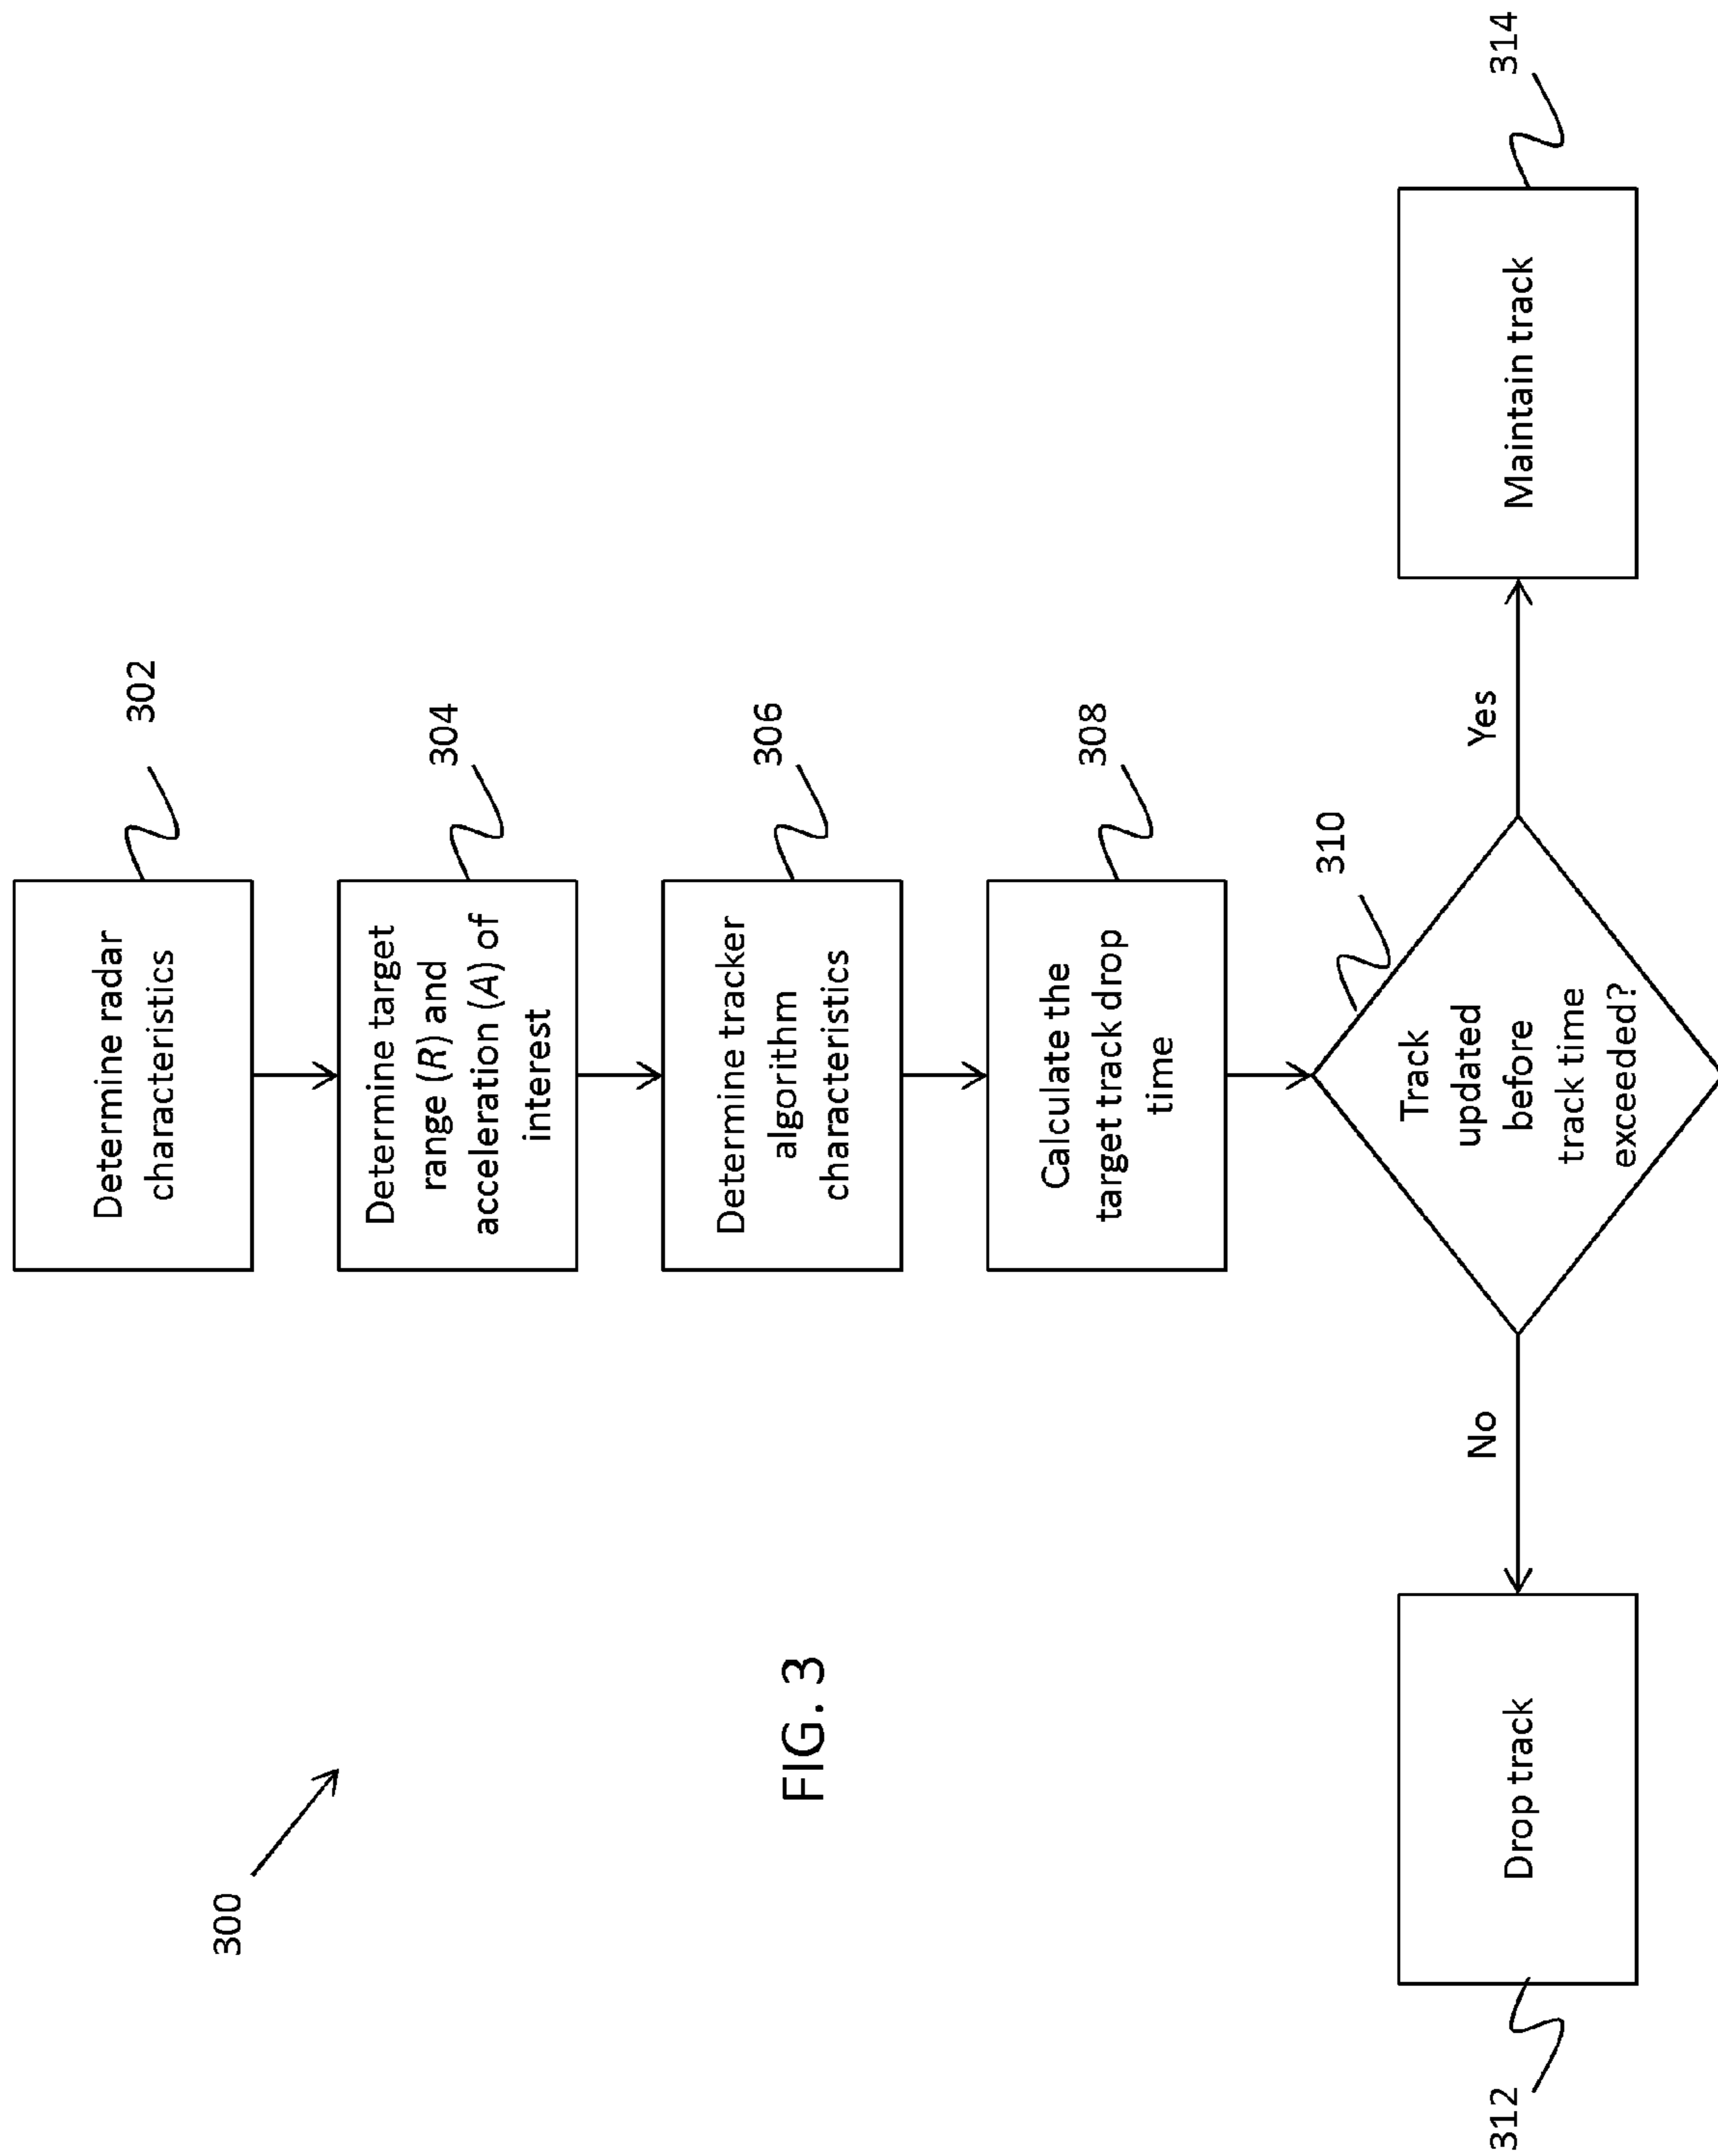 300
Determine radar
characteristics
302
Determine target
range (R) and
acceleration (A) of
interest
304
Determine tracker
algorithm
characteristics
306
FIG. 3
Calculate the
target track drop
time
308
310
Track
updated
before
track time
exceeded?
No
Yes
Drop track
312
Maintain track
314